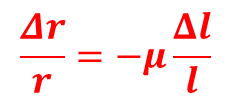 Δr/r = −μ Δl/l